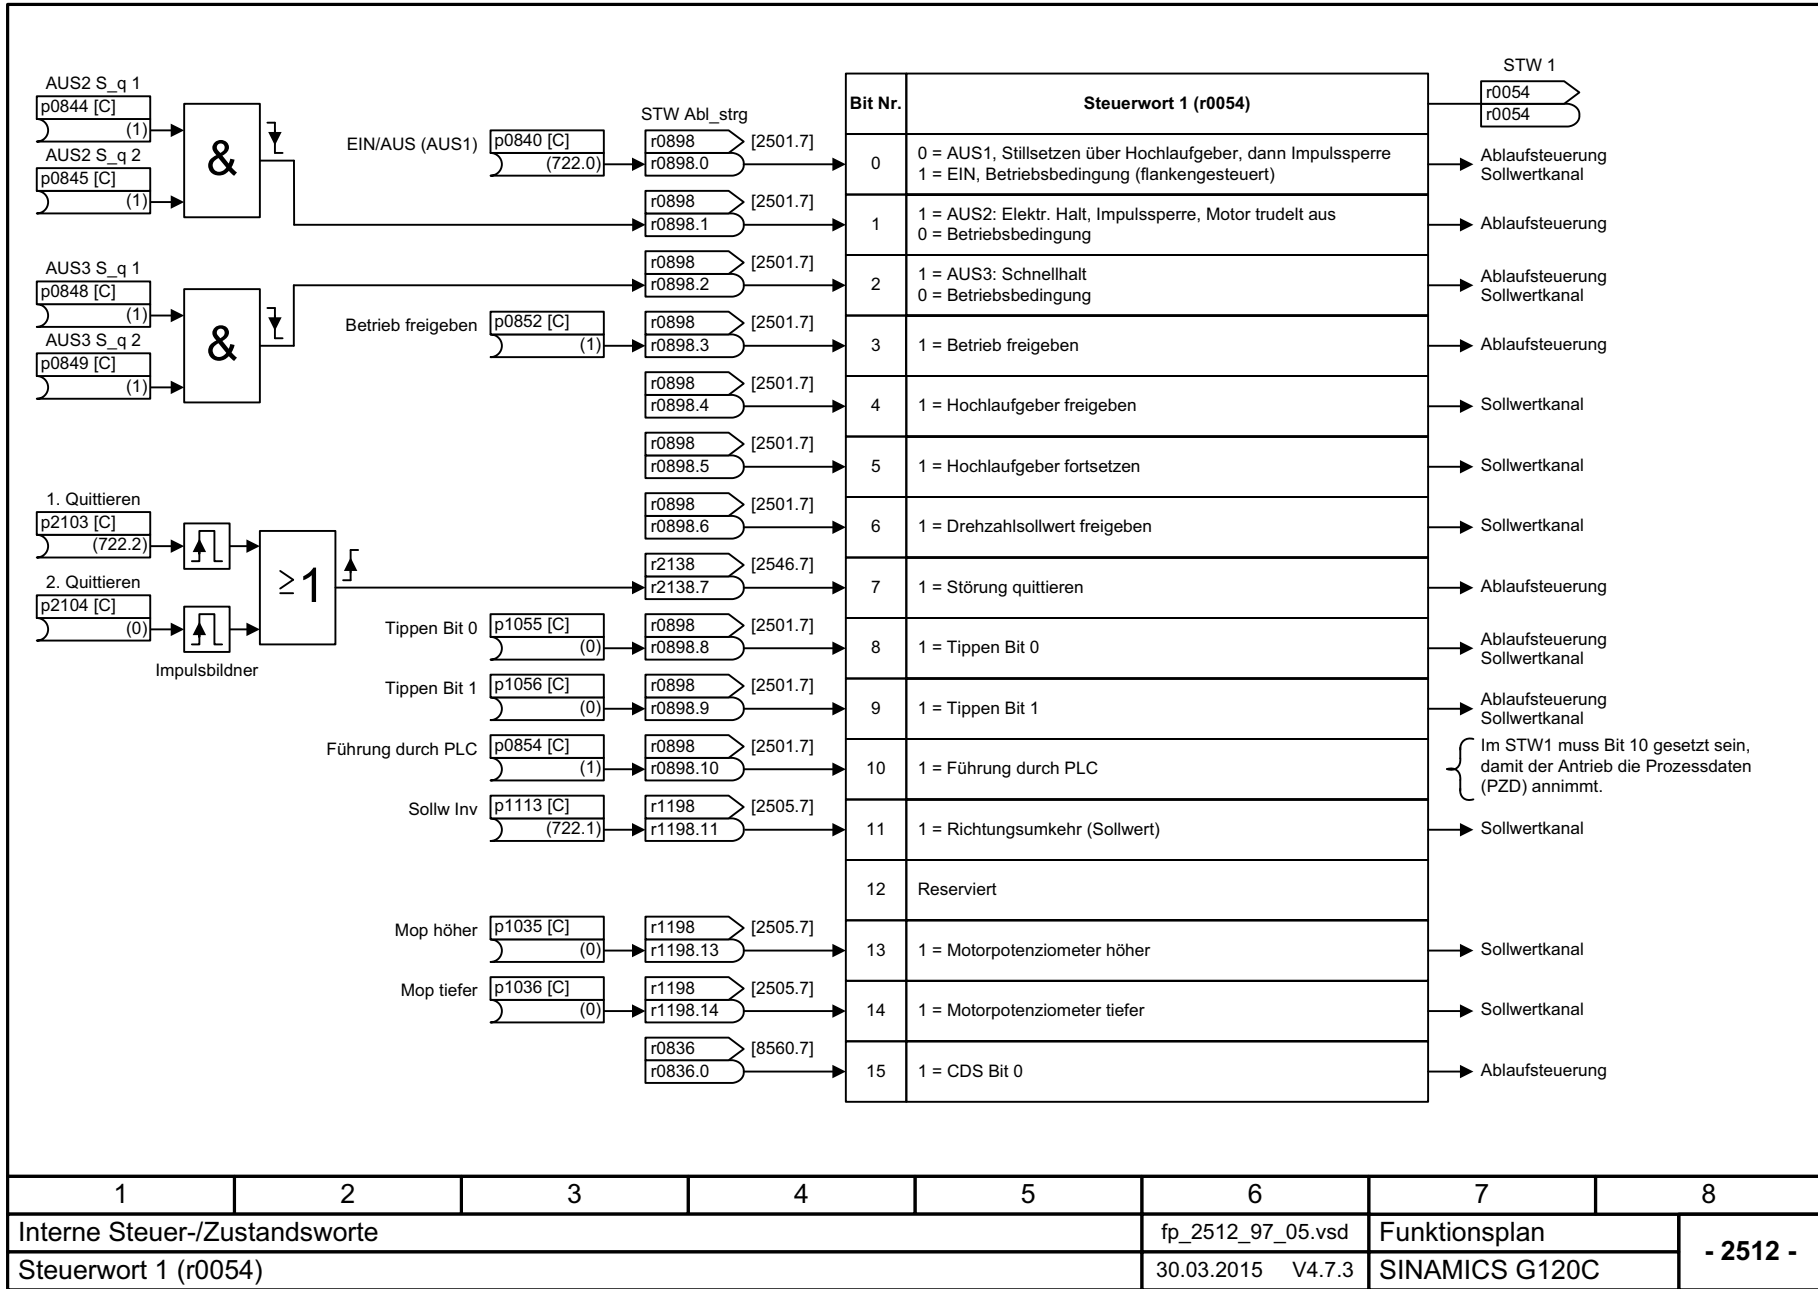 AUS2 S_q 1
p0844 [C]
(1)
AUS2 S_q 2
p0845 [C]
(1)
&
AUS3 S_q 1
p0848 [C]
(1)
AUS3 S_q 2
p0849 [C]
(1)
&
1. Quittieren
p2103 [C]
(722.2)
2. Quittieren
p2104 [C]
(0)
Impulsbildner
≥1
STW Abl_strg
Bit Nr.
Steuerwort 1 (r0054)
STW 1
r0054
r0054
EIN/AUS (AUS1)
p0840 [C]
(722.0)
r0898
r0898.0
[2501.7]
0
0 = AUS1, Stillsetzen über Hochlaufgeber, dann Impulssperre
1 = EIN, Betriebsbedingung (flankengesteuert)
Ablaufsteuerung
Sollwertkanal
r0898
r0898.1
[2501.7]
1
1 = AUS2: Elektr. Halt, Impulssperre, Motor trudelt aus
0 = Betriebsbedingung
Ablaufsteuerung
r0898
r0898.2
[2501.7]
2
1 = AUS3: Schnellhalt
0 = Betriebsbedingung
Ablaufsteuerung
Sollwertkanal
Betrieb freigeben
p0852 [C]
(1)
r0898
r0898.3
[2501.7]
3
1 = Betrieb freigeben
Ablaufsteuerung
r0898
r0898.4
[2501.7]
4
1 = Hochlaufgeber freigeben
Sollwertkanal
r0898
r0898.5
[2501.7]
5
1 = Hochlaufgeber fortsetzen
Sollwertkanal
r0898
r0898.6
[2501.7]
6
1 = Drehzahlsollwert freigeben
Sollwertkanal
r2138
r2138.7
[2546.7]
7
1 = Störung quittieren
Ablaufsteuerung
Tippen Bit 0
p1055 [C]
(0)
r0898
r0898.8
[2501.7]
8
1 = Tippen Bit 0
Ablaufsteuerung
Sollwertkanal
Tippen Bit 1
p1056 [C]
(0)
r0898
r0898.9
[2501.7]
9
1 = Tippen Bit 1
Ablaufsteuerung
Sollwertkanal
Führung durch PLC
p0854 [C]
(1)
r0898
r0898.10
[2501.7]
10
1 = Führung durch PLC
Im STW1 muss Bit 10 gesetzt sein,
damit der Antrieb die Prozessdaten
(PZD) annimmt.
Sollw Inv
p1113 [C]
(722.1)
r1198
r1198.11
[2505.7]
11
1 = Richtungsumkehr (Sollwert)
Sollwertkanal
12
Reserviert
Mop höher
p1035 [C]
(0)
r1198
r1198.13
[2505.7]
13
1 = Motorpotenziometer höher
Sollwertkanal
Mop tiefer
p1036 [C]
(0)
r1198
r1198.14
[2505.7]
14
1 = Motorpotenziometer tiefer
Sollwertkanal
r0836
r0836.0
[8560.7]
15
1 = CDS Bit 0
Ablaufsteuerung
1 2 3 4 5 6 7 8
Interne Steuer-/Zustandsworte
fp_2512_97_05.vsd
Funktionsplan
- 2512 -
Steuerwort 1 (r0054)
30.03.2015 V4.7.3
SINAMICS G120C